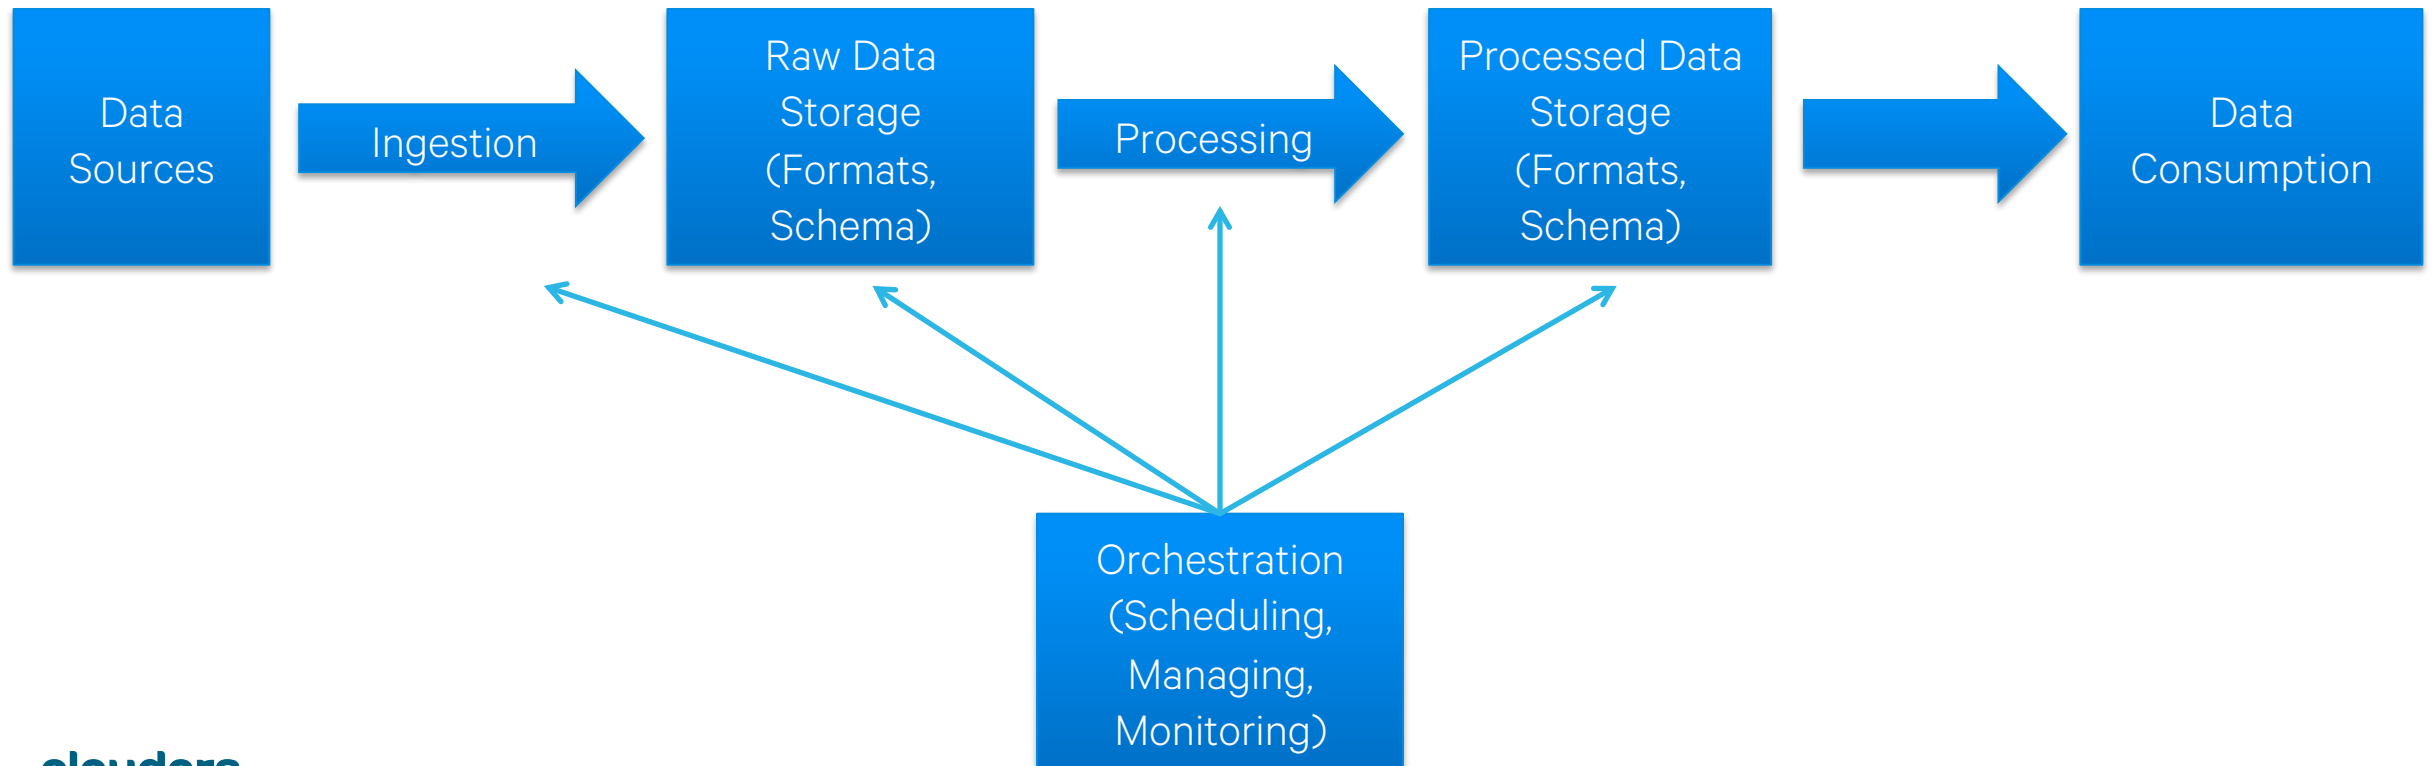 Data
Sources
Ingestion
Raw Data
Storage
(Formats,
Schema)
Processing
Processed Data
Storage
(Formats,
Schema)
Data
Consumption
Orchestration
(Scheduling,
Managing,
Monitoring)
cloudera